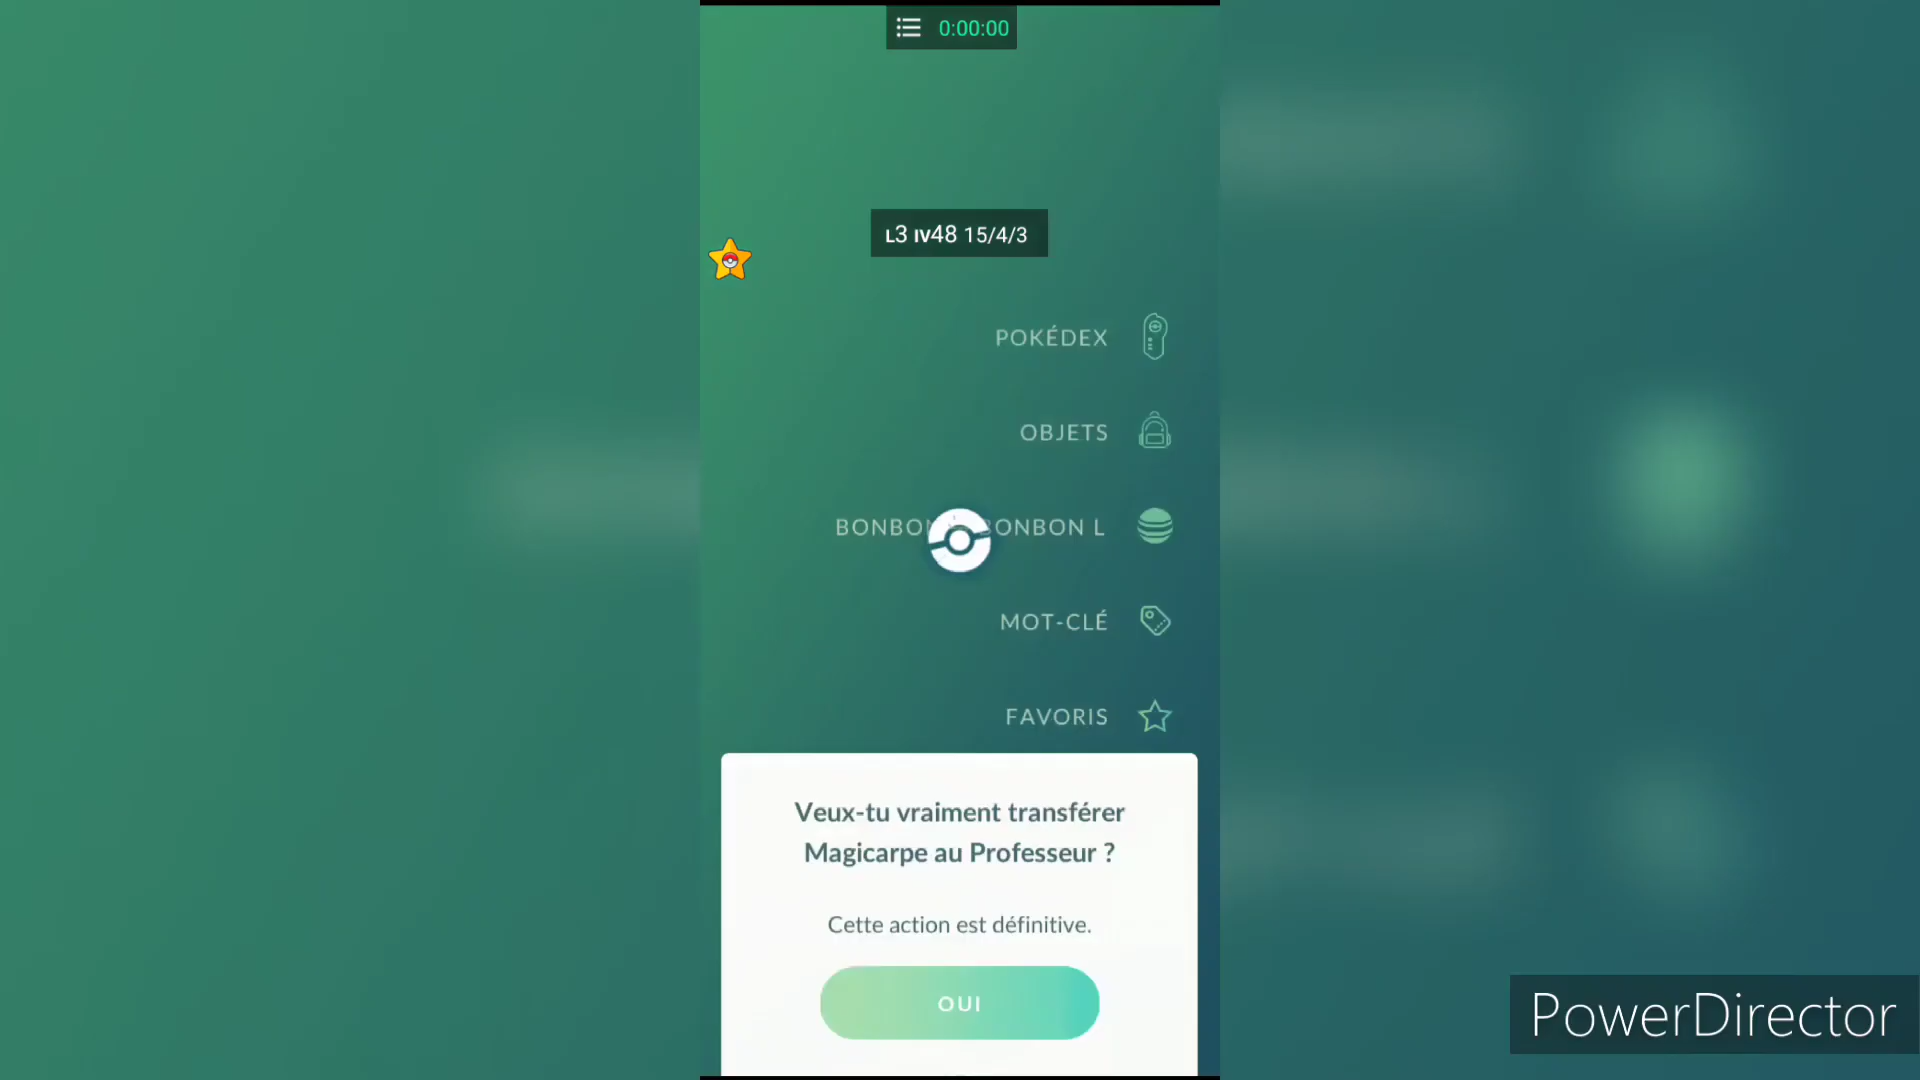 0:00:00
L3 IV48 15/4/3
POKÉDEX
OBJETS
BONBON L
MOT-CLÉ
FAVORIS
Veux-tu vraiment transférer
Magicarpe au Professeur ?
Cette action est définitive.
OUI
PowerDirector